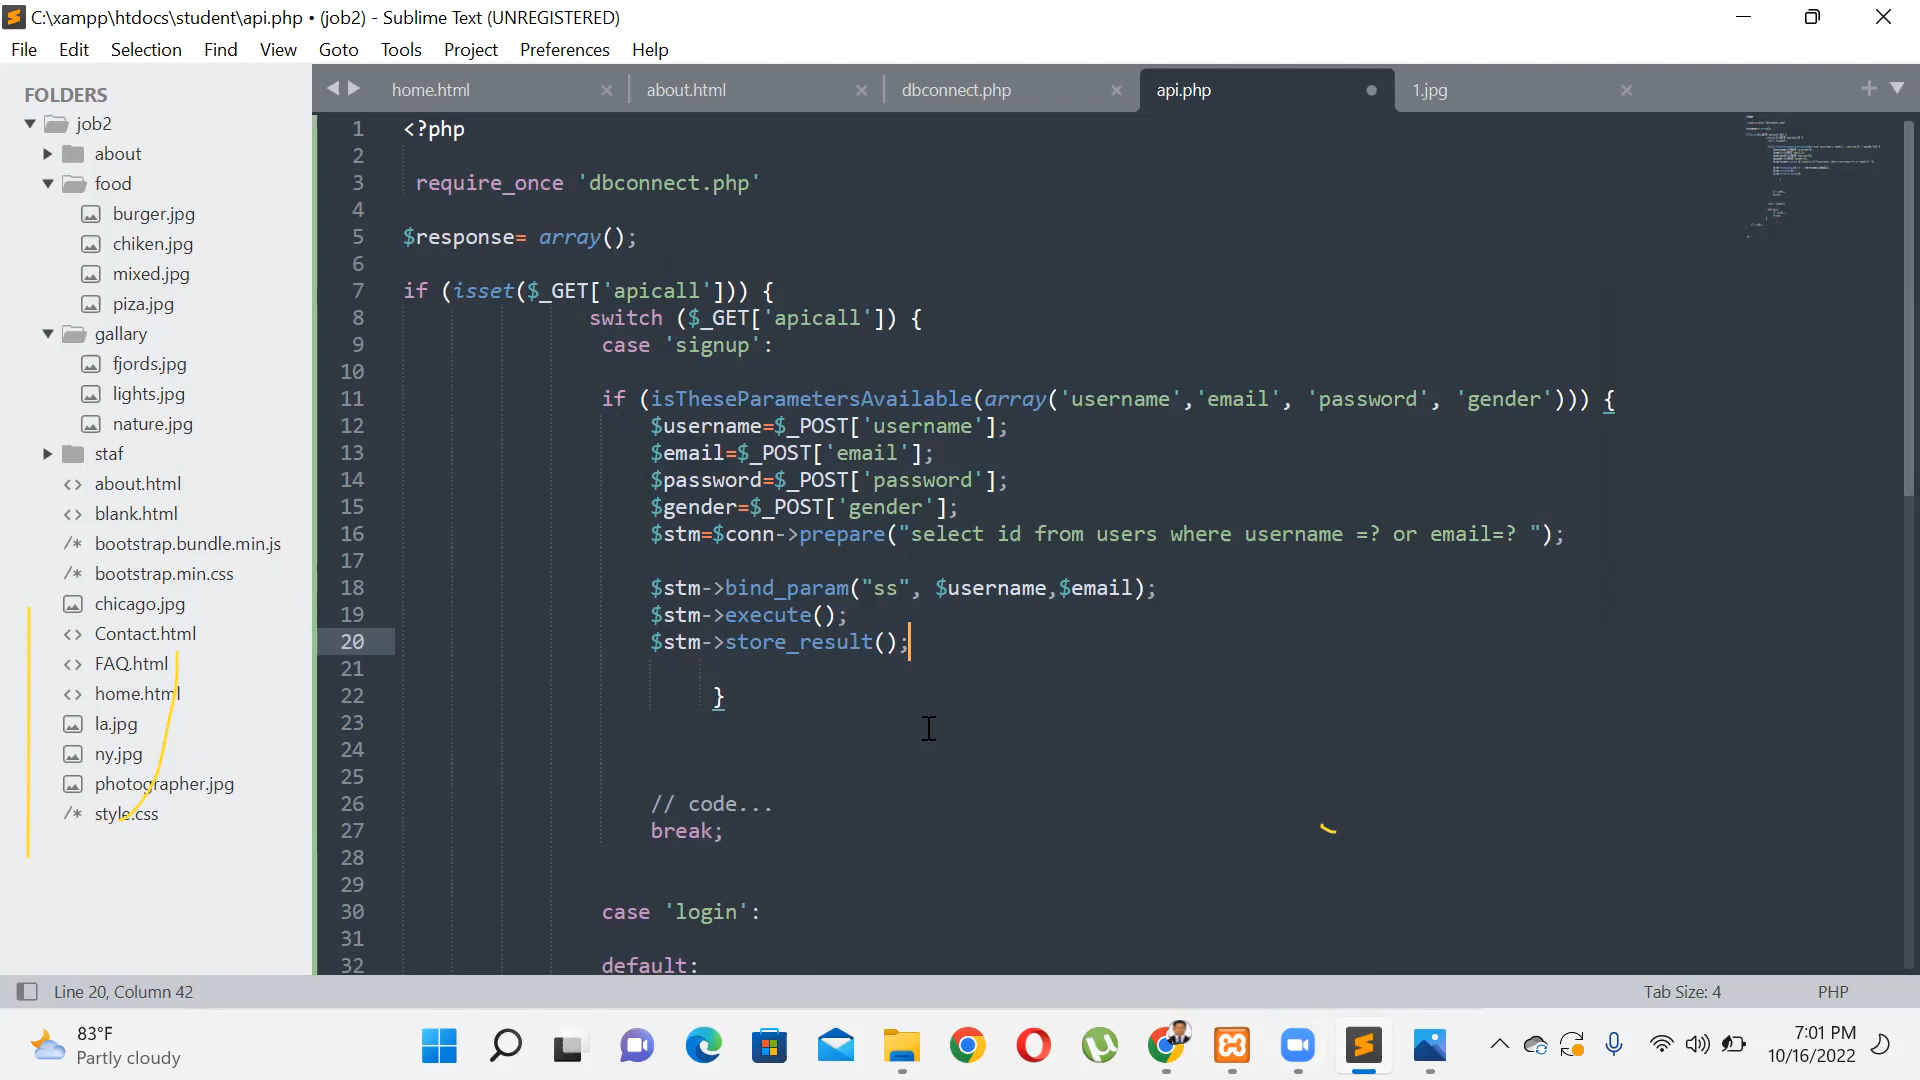 C:\xampp\htdocs\student\api.php • (job2) - Sublime Text (UNREGISTERED)
File Edit Selection Find View Goto Tools Project Preferences Help
FOLDERS
job2
about
food
burger.jpg
chiken.jpg
mixed.jpg
piza.jpg
gallary
fjords.jpg
lights.jpg
nature.jpg
staf
<> about.html
<> blank.html
/* bootstrap.bundle.min.js
/* bootstrap.min.css
chicago.jpg
<> Contact.html
<> FAQ.html
<> home.html
la.jpg
ny.jpg
photographer.jpg
/* style.css
home.html × about.html × dbconnect.php × api.php • 1.jpg ×
1 <?php
2
3 require_once 'dbconnect.php'
4
5 $response= array();
6
7 if (isset($_GET['apicall'])) {
8 switch ($_GET['apicall']) {
9 case 'signup':
10
11 if (isTheseParametersAvailable(array('username','email', 'password', 'gender'))) {
12 $username=$_POST['username'];
13 $email=$_POST['email'];
14 $password=$_POST['password'];
15 $gender=$_POST['gender'];
16 $stm=$conn->prepare("select id from users where username =? or email=? ");
17
18 $stm->bind_param("ss", $username,$email);
19 $stm->execute();
20 $stm->store_result();
21
22 }
23
24
25
26 // code...
27 break;
28
29
30 case 'login':
31
32 default:
Line 20, Column 42 Tab Size: 4 PHP
83°F
Partly cloudy
7:01 PM
10/16/2022